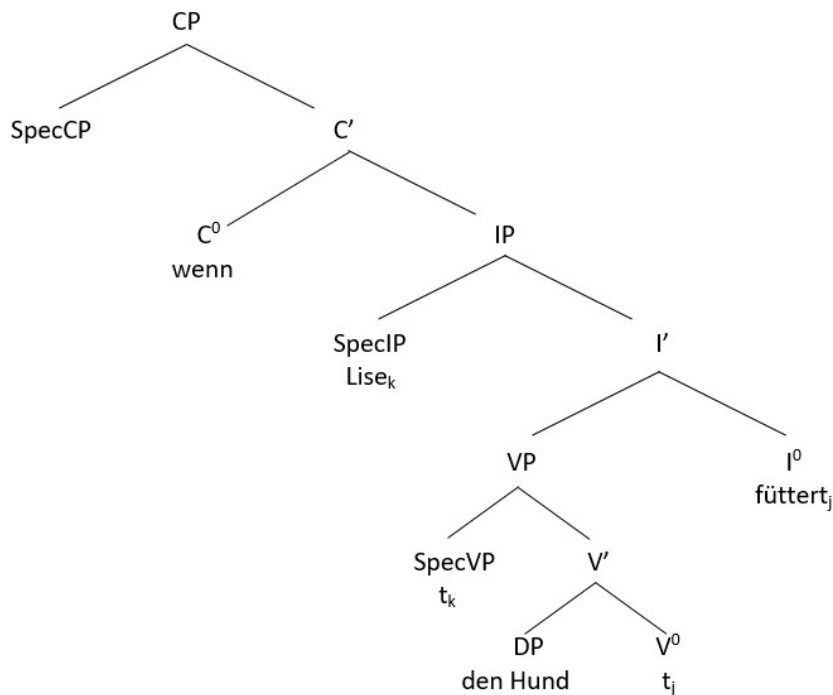 CP
SpecCP C’
C⁰ IP
wenn
SpecIP I’
Liseₖ
VP I⁰
füttertⱼ
SpecVP V’
tₖ
DP V⁰
den Hund tⱼ